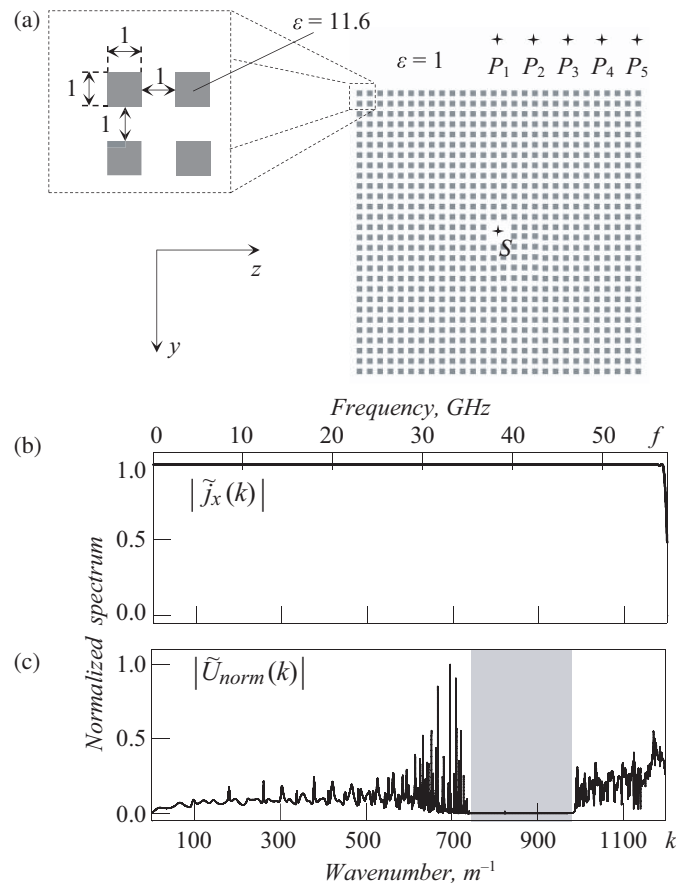 (a)
1
ε = 11.6
1
1
1
ε = 1
P1 P2 P3 P4 P5
S
z
y
Frequency, GHz
(b)
0 10 20 30 40 50 f
1.0
|j̃x(k)|
0.5
0.0
Normalized spectrum
(c)
1.0
|Ũnorm(k)|
0.5
0.0
100 300 500 700 900 1100 k
Wavenumber, m⁻¹